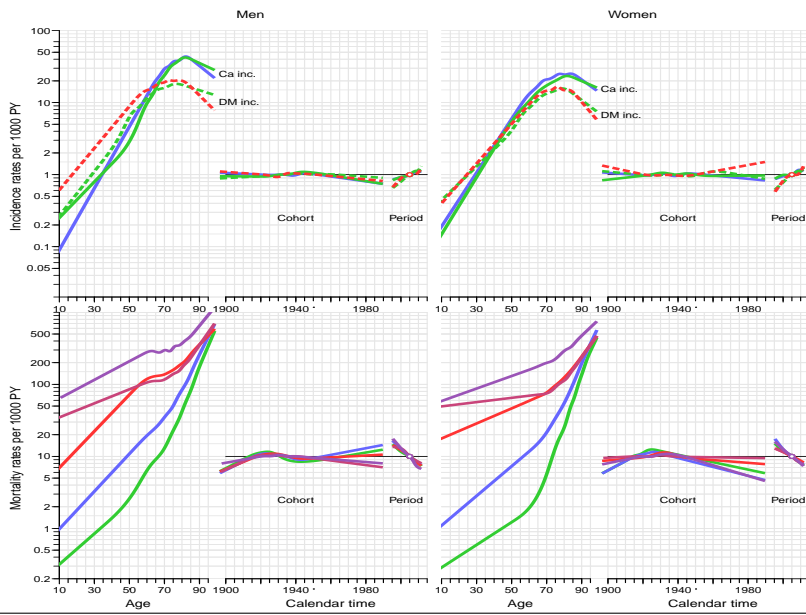 Men Women
Incidence rates per 1000 PY
100
50
20
10
5
2
1
0.5
0.2
0.1
0.05
Ca inc.
DM inc.
Ca inc.
DM inc.
Cohort Period
Cohort Period
10 30 50 70 90 1900 1940 1980
10 30 50 70 90 1900 1940 1980
Mortality rates per 1000 PY
500
200
100
50
20
10
5
2
1
0.5
0.2
Cohort Period
Cohort Period
10 30 50 70 90 1900 1940 1980
10 30 50 70 90 1900 1940 1980
Age Calendar time Age Calendar time